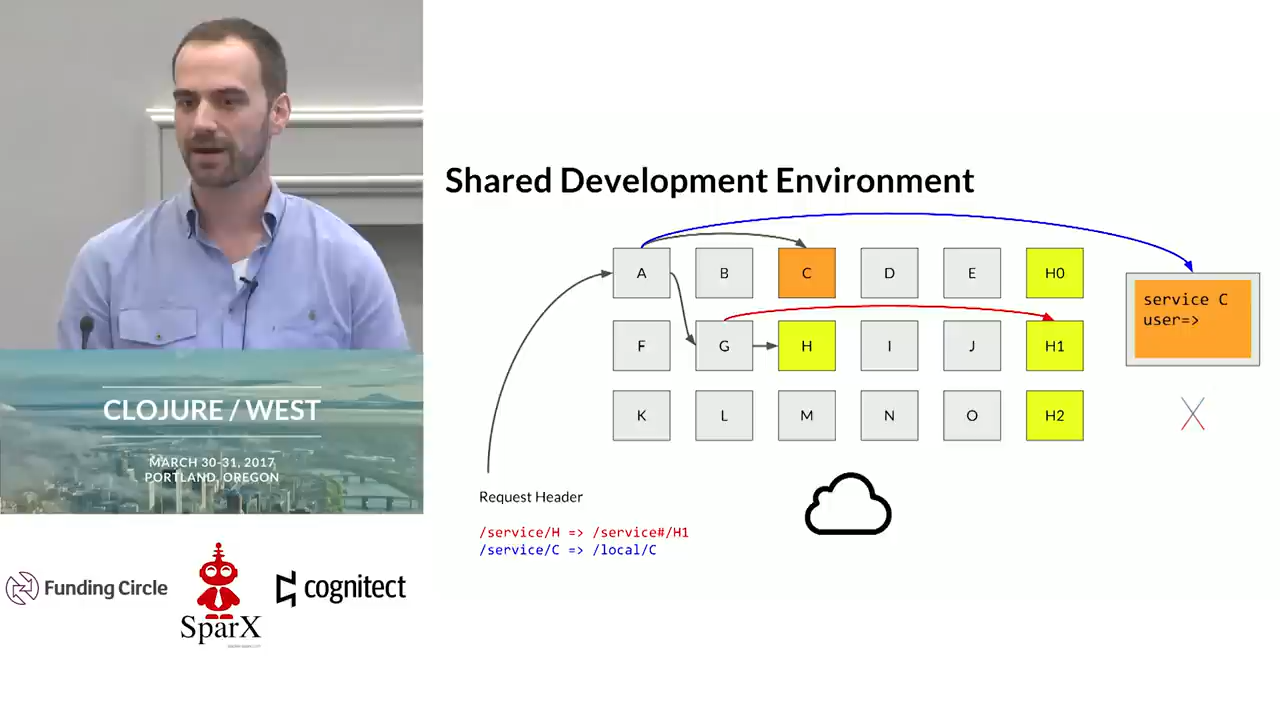 Shared Development Environment
A
B
C
D
E
H0
service C
user=>
F
G
H
I
J
H1
K
L
M
N
O
H2
Request Header
/service/H => /service#/H1
/service/C => /local/C
CLOJURE / WEST
MARCH 30-31, 2017
PORTLAND, OREGON
Funding Circle
SparX
cognitect